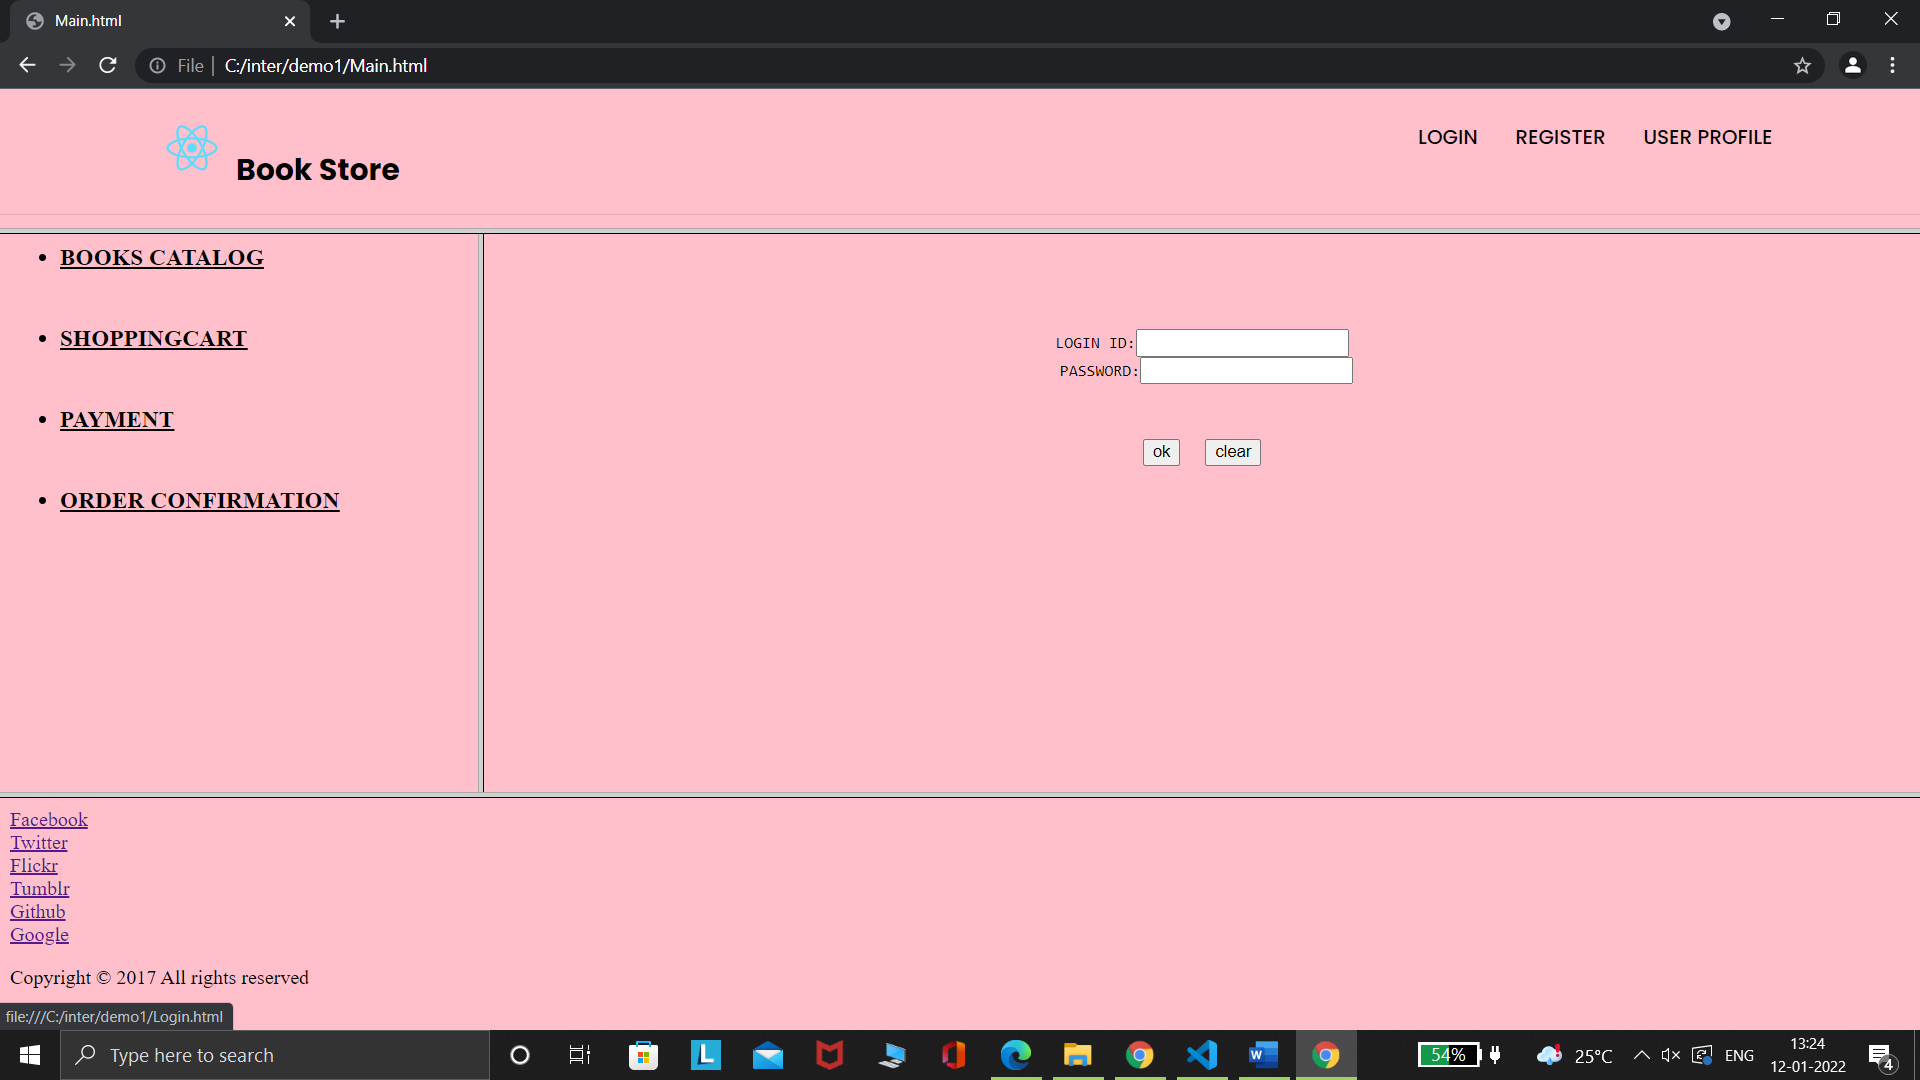 Main.html
File
C:/inter/demo1/Main.html
Book Store
LOGIN REGISTER USER PROFILE
BOOKS CATALOG
SHOPPINGCART
PAYMENT
ORDER CONFIRMATION
LOGIN ID:
PASSWORD:
ok clear
Facebook
Twitter
Flickr
Tumblr
Github
Google
Copyright © 2017 All rights reserved
file:///C:/inter/demo1/Login.html
Type here to search
L
W
54%
25°C
ENG
13:24
12-01-2022
4